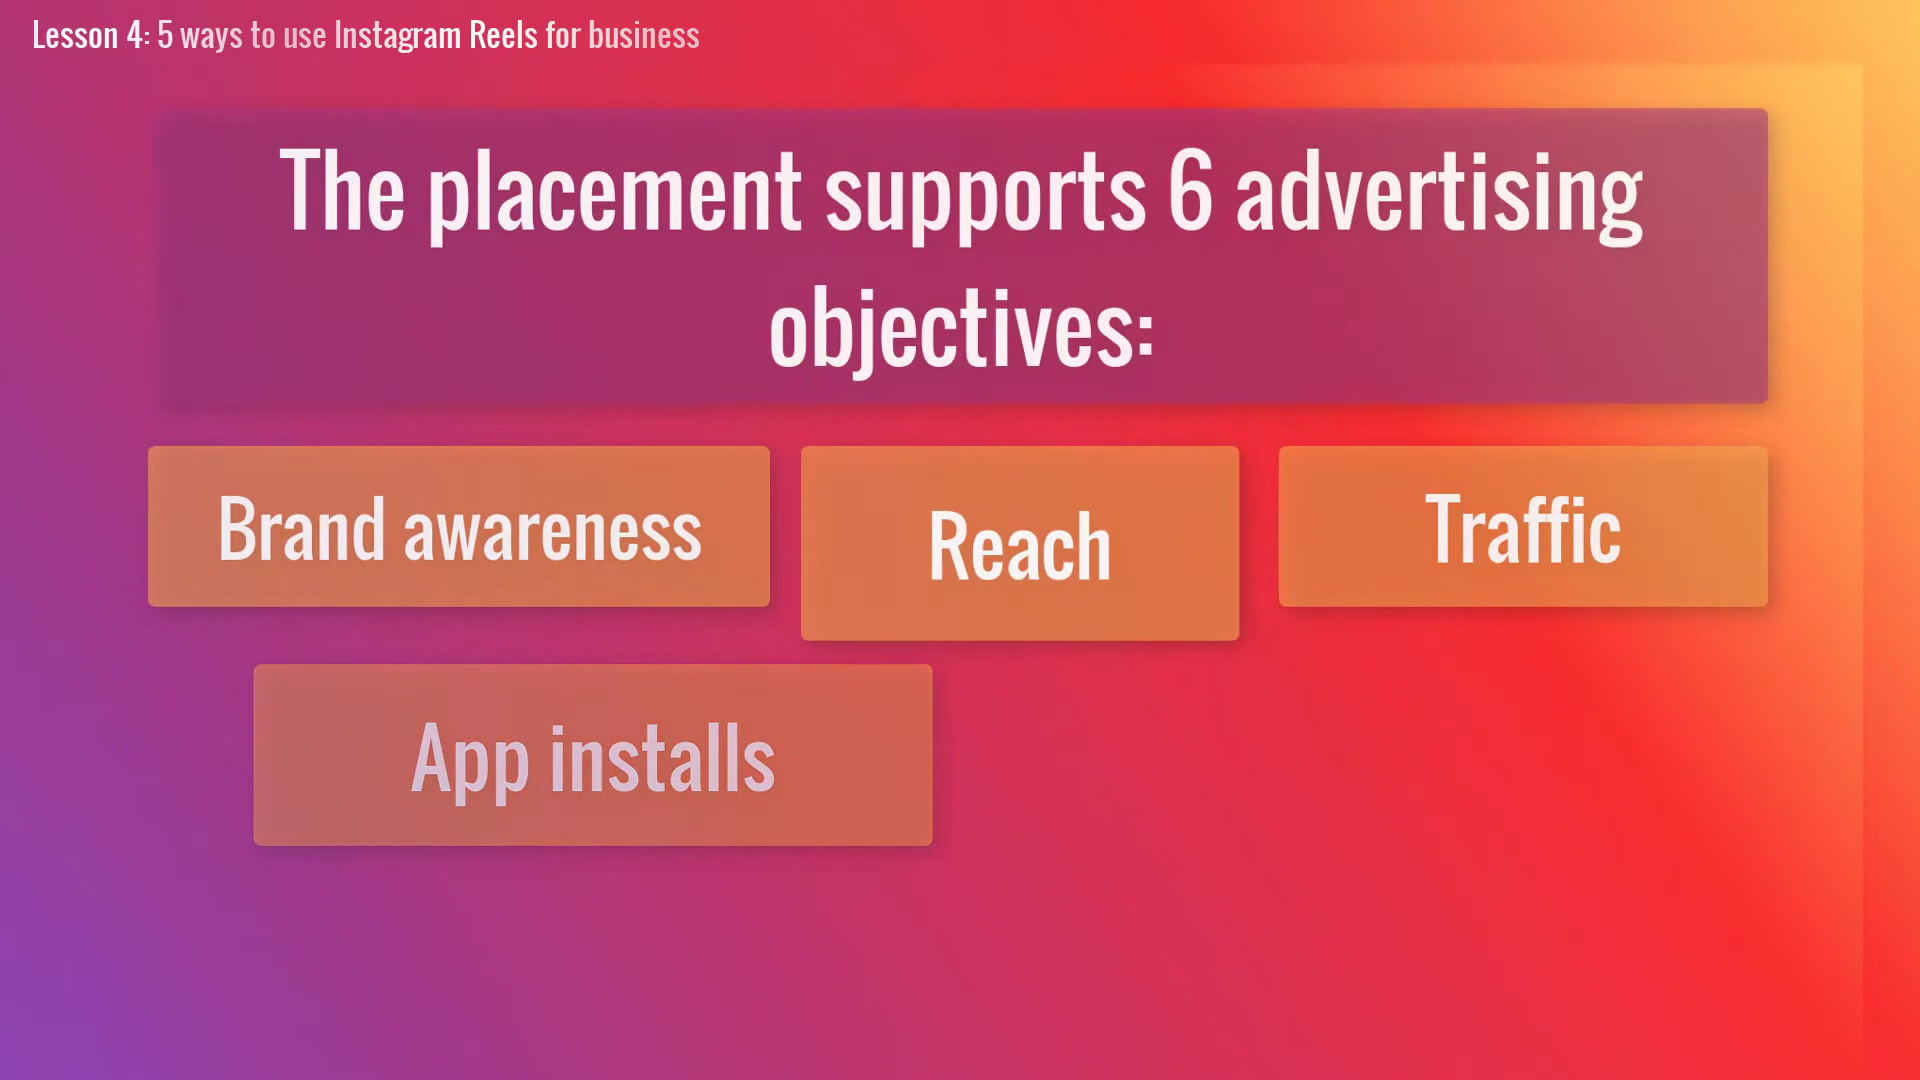 Lesson 4: 5 ways to use Instagram Reels for business
The placement supports 6 advertising
objectives:
Brand awareness
Reach
Traffic
App installs